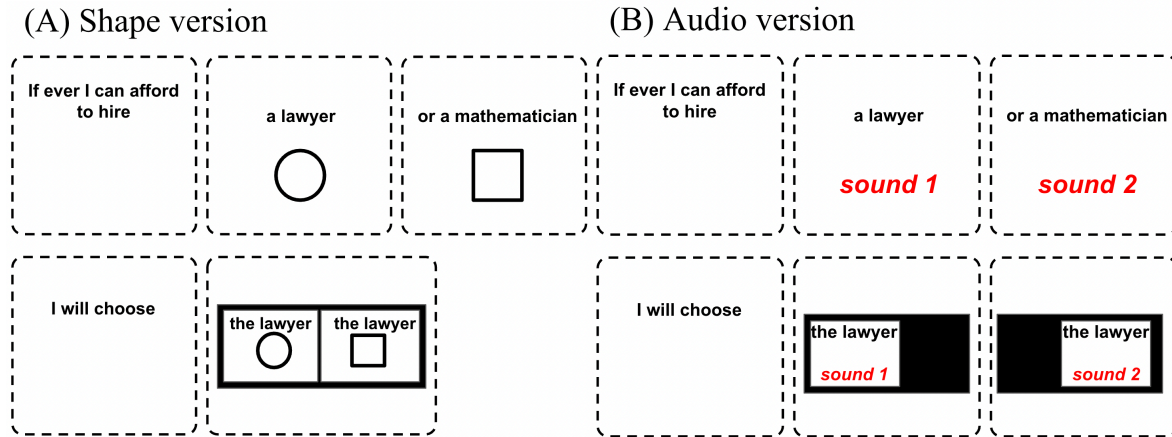 (A) Shape version
If ever I can afford
to hire
a lawyer
or a mathematician
I will choose
the lawyer
the lawyer
(B) Audio version
If ever I can afford
to hire
a lawyer
sound 1
or a mathematician
sound 2
I will choose
the lawyer
sound 1
the lawyer
sound 2